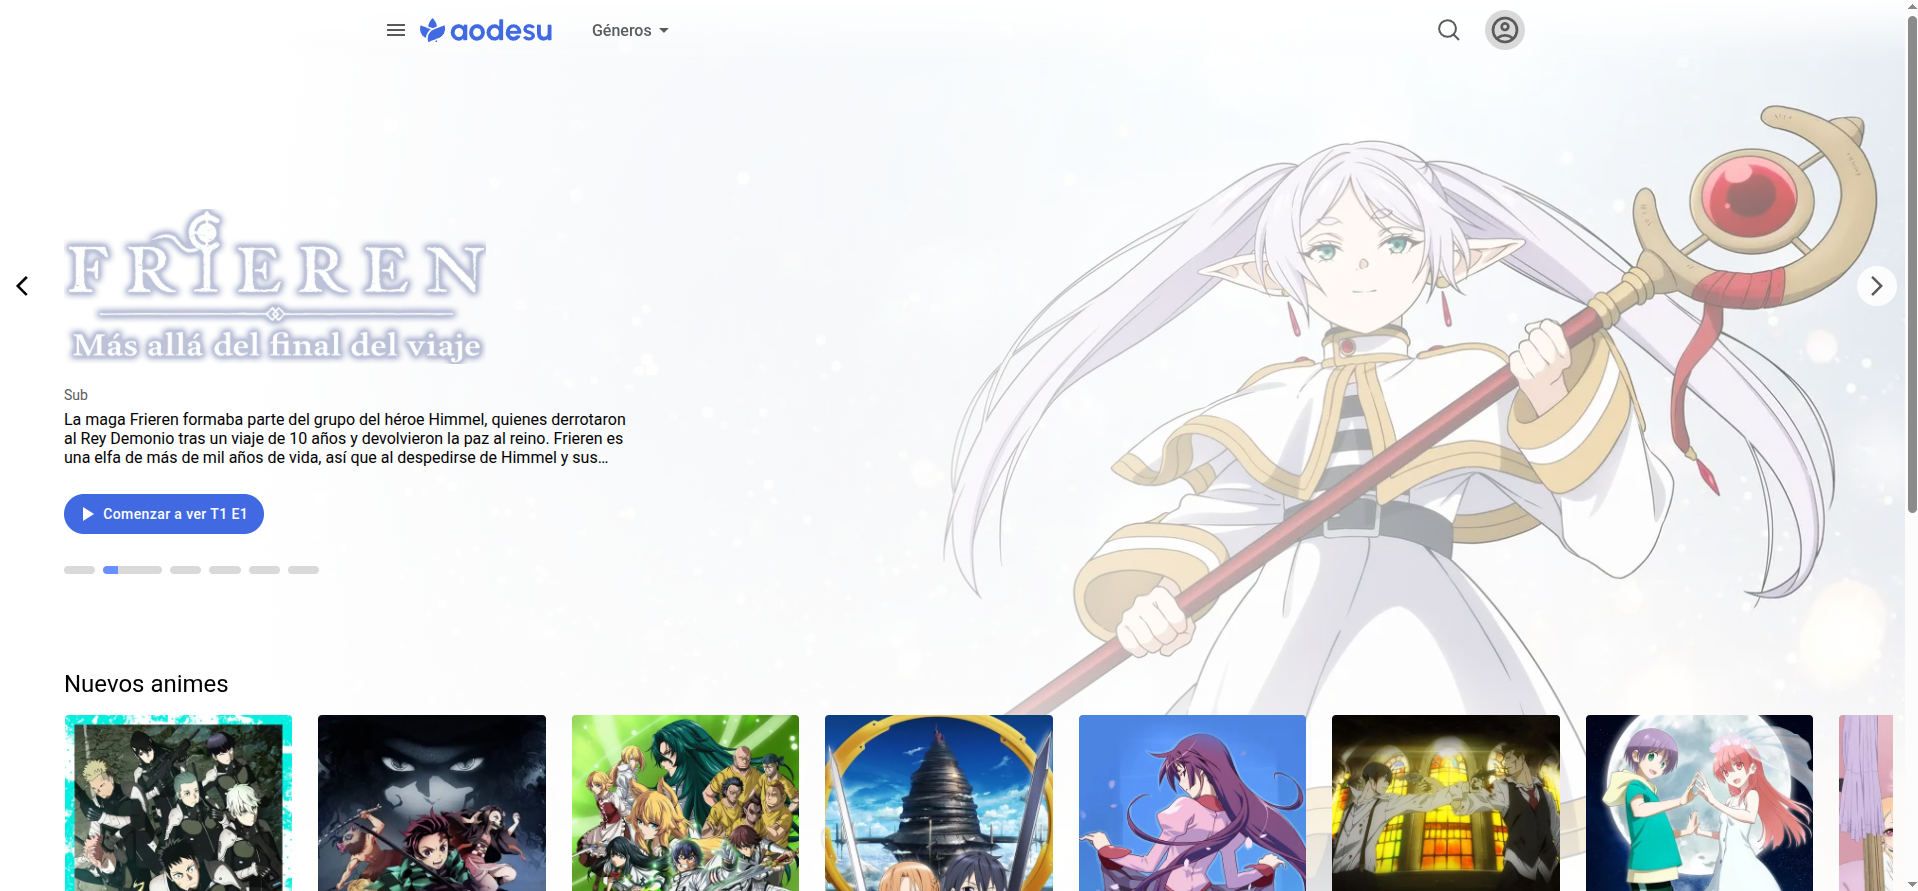 aodesu
Géneros
FRIEREN
Más allá del final del viaje
Sub
La maga Frieren formaba parte del grupo del héroe Himmel, quienes derrotaron
al Rey Demonio tras un viaje de 10 años y devolvieron la paz al reino. Frieren es
una elfa de más de mil años de vida, así que al despedirse de Himmel y sus...
Comenzar a ver T1 E1
Nuevos animes